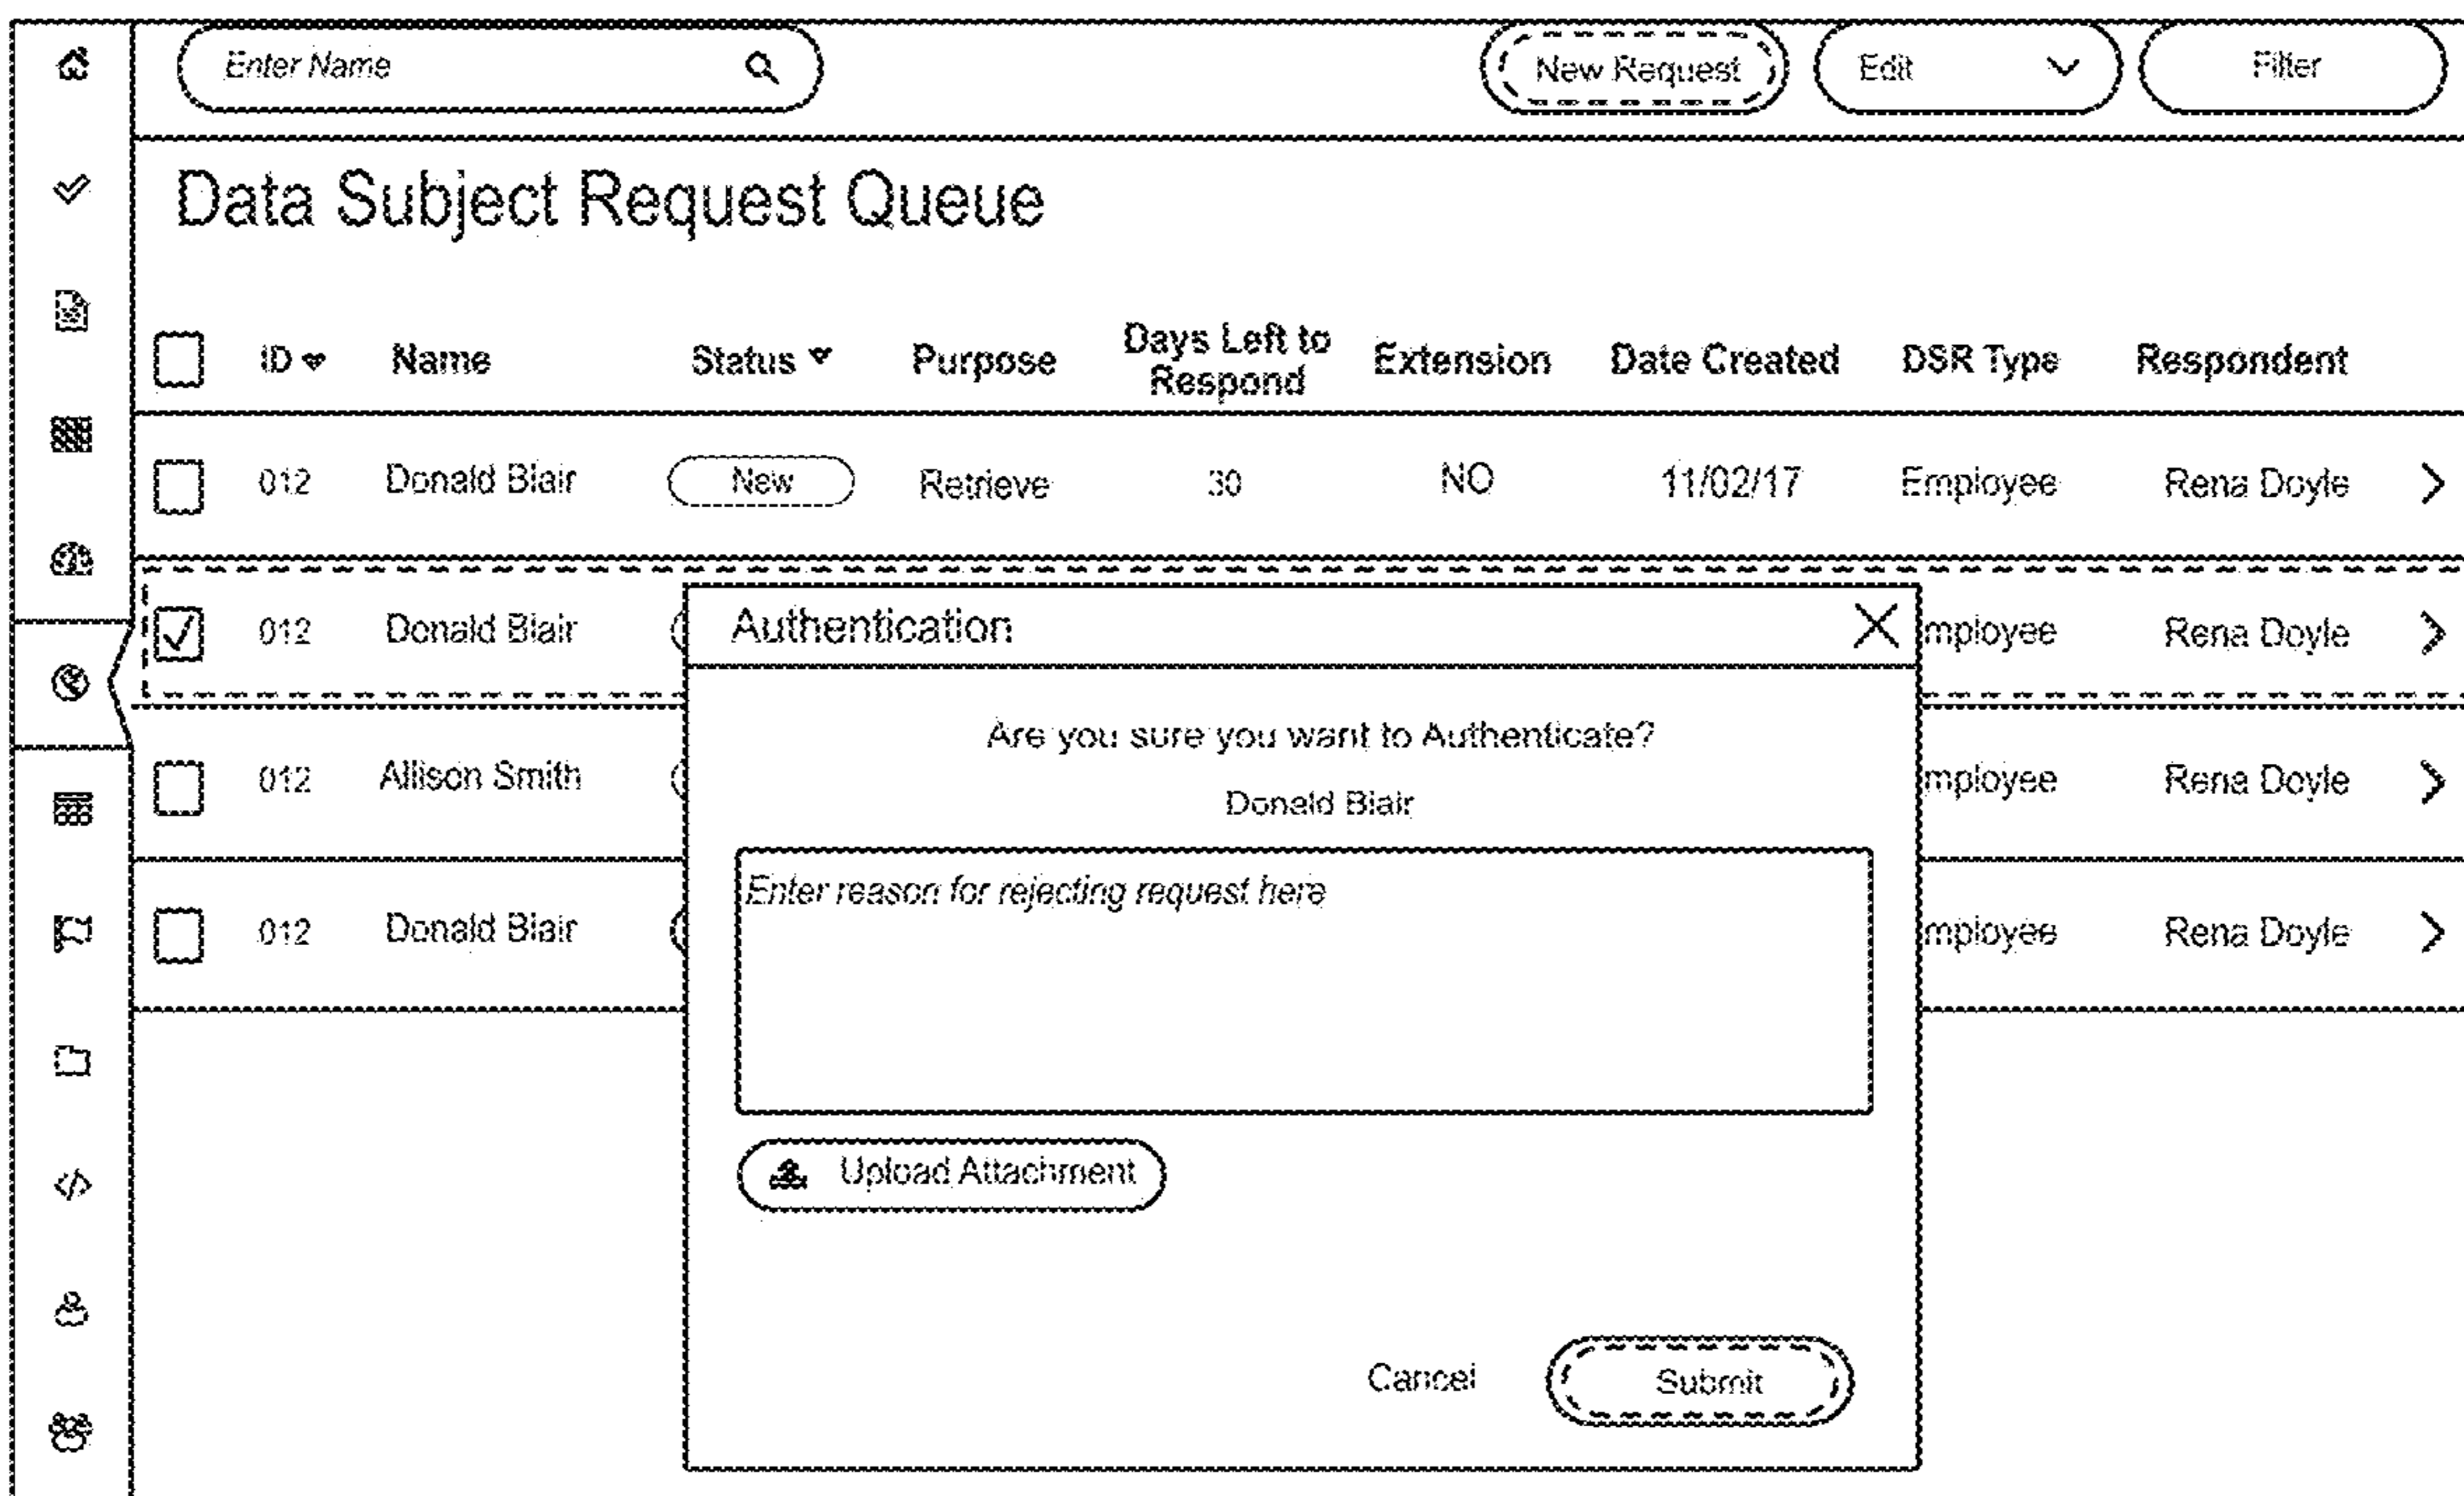 Enter Name New Request Edit Filter
Data Subject Request Queue
ID Name Status Purpose Days Left to Respond Extension Date Created DSR Type Respondent
012 Donald Blair New Retrieve 30 NO 11/02/17 Employee Rena Doyle
012 Donald Blair mployee Rena Doyle
Authentication
Are you sure you want to Authenticate?
Donald Blair
012 Allison Smith mployee Rena Doyle
Enter reason for rejecting request here
012 Donald Blair mployee Rena Doyle
Upload Attachment
Cancel Submit